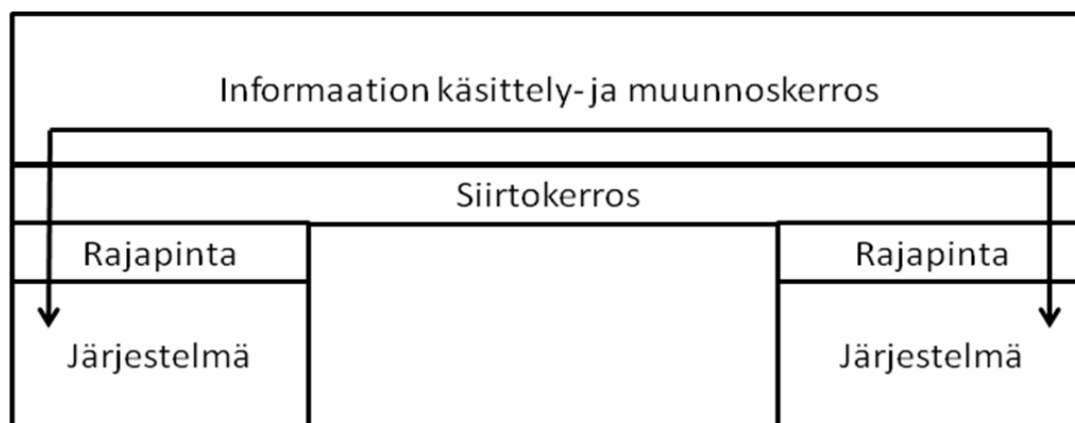 Informaation käsittely- ja muunnoskerros
Siirtokerros
Rajapinta
Rajapinta
Järjestelmä
Järjestelmä